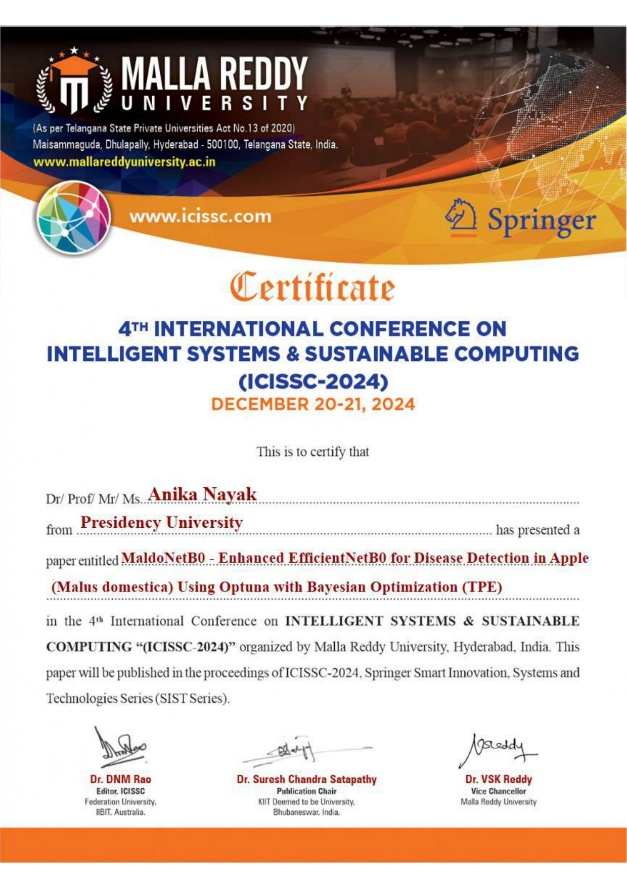 MALLA REDDY
UNIVERSITY
(As per Telangana State Private Universities Act No.13 of 2020)
Maisammaguda, Dhulapally, Hyderabad - 500100, Telangana State, India.
www.mallareddyuniversity.ac.in
www.icissc.com
Springer
Certificate
4TH INTERNATIONAL CONFERENCE ON
INTELLIGENT SYSTEMS & SUSTAINABLE COMPUTING
(ICISSC-2024)
DECEMBER 20-21, 2024
This is to certify that
Dr/ Prof/ Mr/ Ms. Anika Nayak
from Presidency University has presented a
paper entitled MaldoNetB0 - Enhanced EfficientNetB0 for Disease Detection in Apple
(Malus domestica) Using Optuna with Bayesian Optimization (TPE)
in the 4th International Conference on INTELLIGENT SYSTEMS & SUSTAINABLE
COMPUTING “(ICISSC-2024)” organized by Malla Reddy University, Hyderabad, India. This
paper will be published in the proceedings of ICISSC-2024, Springer Smart Innovation, Systems and
Technologies Series (SIST Series).
Dr. DNM Rao
Editor, ICISSC
Federation University,
IIBIT, Australia.
Dr. Suresh Chandra Satapathy
Publication Chair
KIIT Deemed to be University,
Bhubaneswar, India.
Dr. VSK Reddy
Vice Chancellor
Malla Reddy University